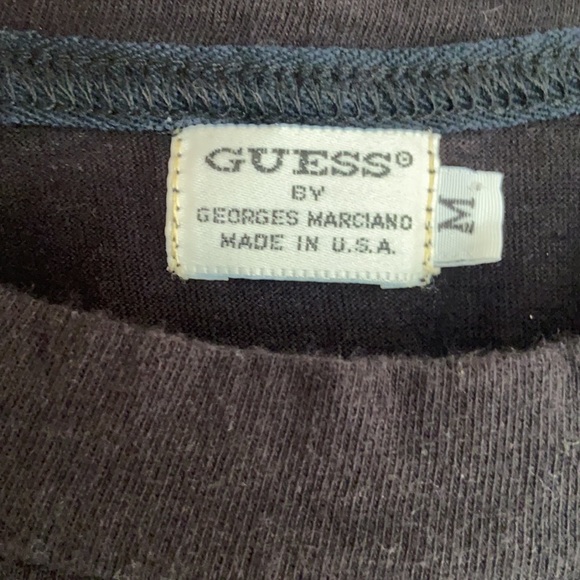 GUESS®
BY
GEORGES MARCIANO
MADE IN U.S.A.
M